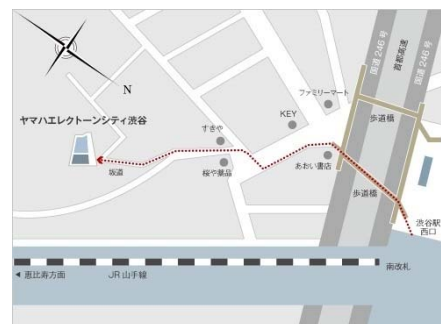 N
ヤマハエレクトーンシティ渋谷
国道246号
首都高速
国道246号
ファミリーマート
KEY
歩道橋
すきや
桜や薬品
あおい書店
坂道
歩道橋
渋谷駅
西口
南改札
恵比寿方面
JR山手線